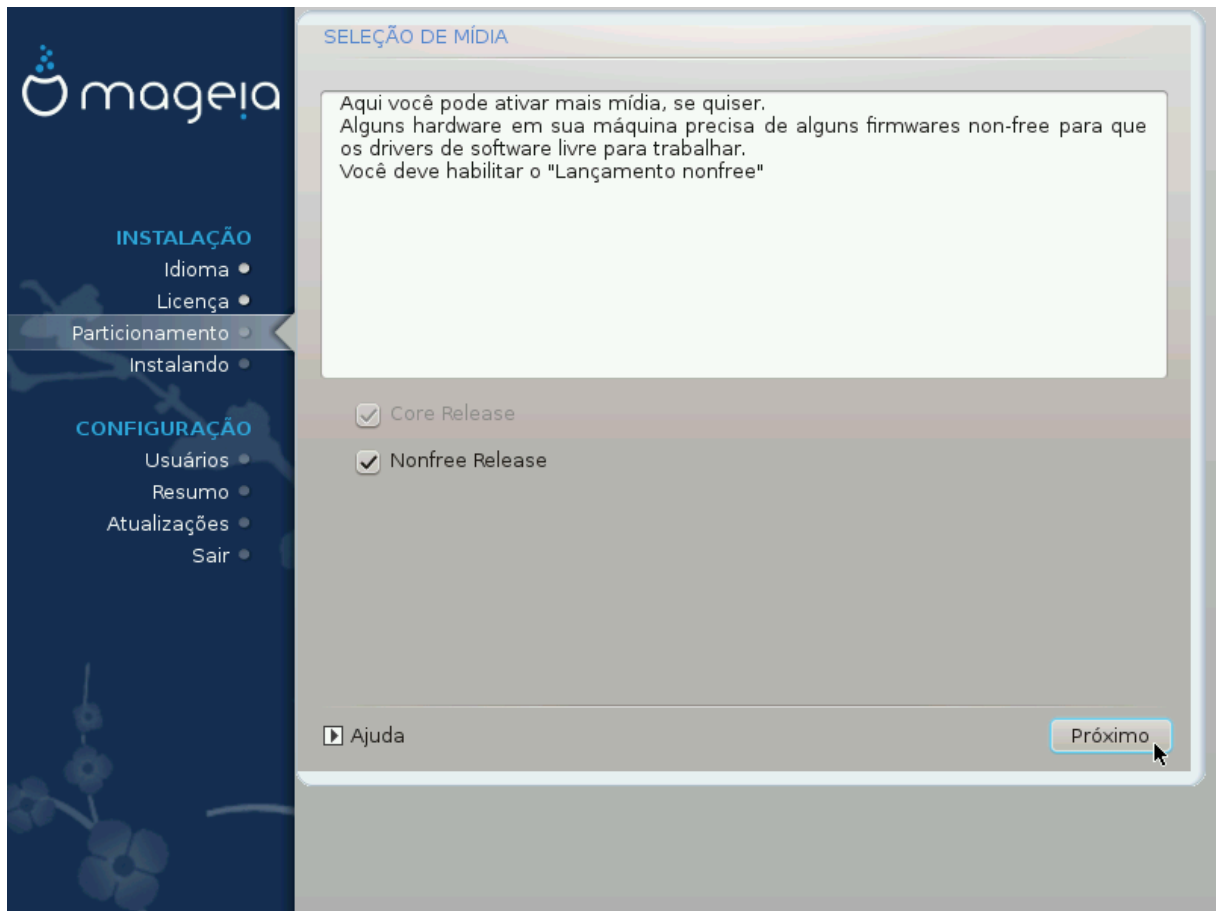 mageia
INSTALAÇÃO
Idioma
Licença
Particionamento
Instalando
CONFIGURAÇÃO
Usuários
Resumo
Atualizações
Sair
SELEÇÃO DE MÍDIA
Aqui você pode ativar mais mídia, se quiser.
Alguns hardware em sua máquina precisa de alguns firmwares non-free para que
os drivers de software livre para trabalhar.
Você deve habilitar o "Lançamento nonfree"
Core Release
Nonfree Release
Ajuda
Próximo